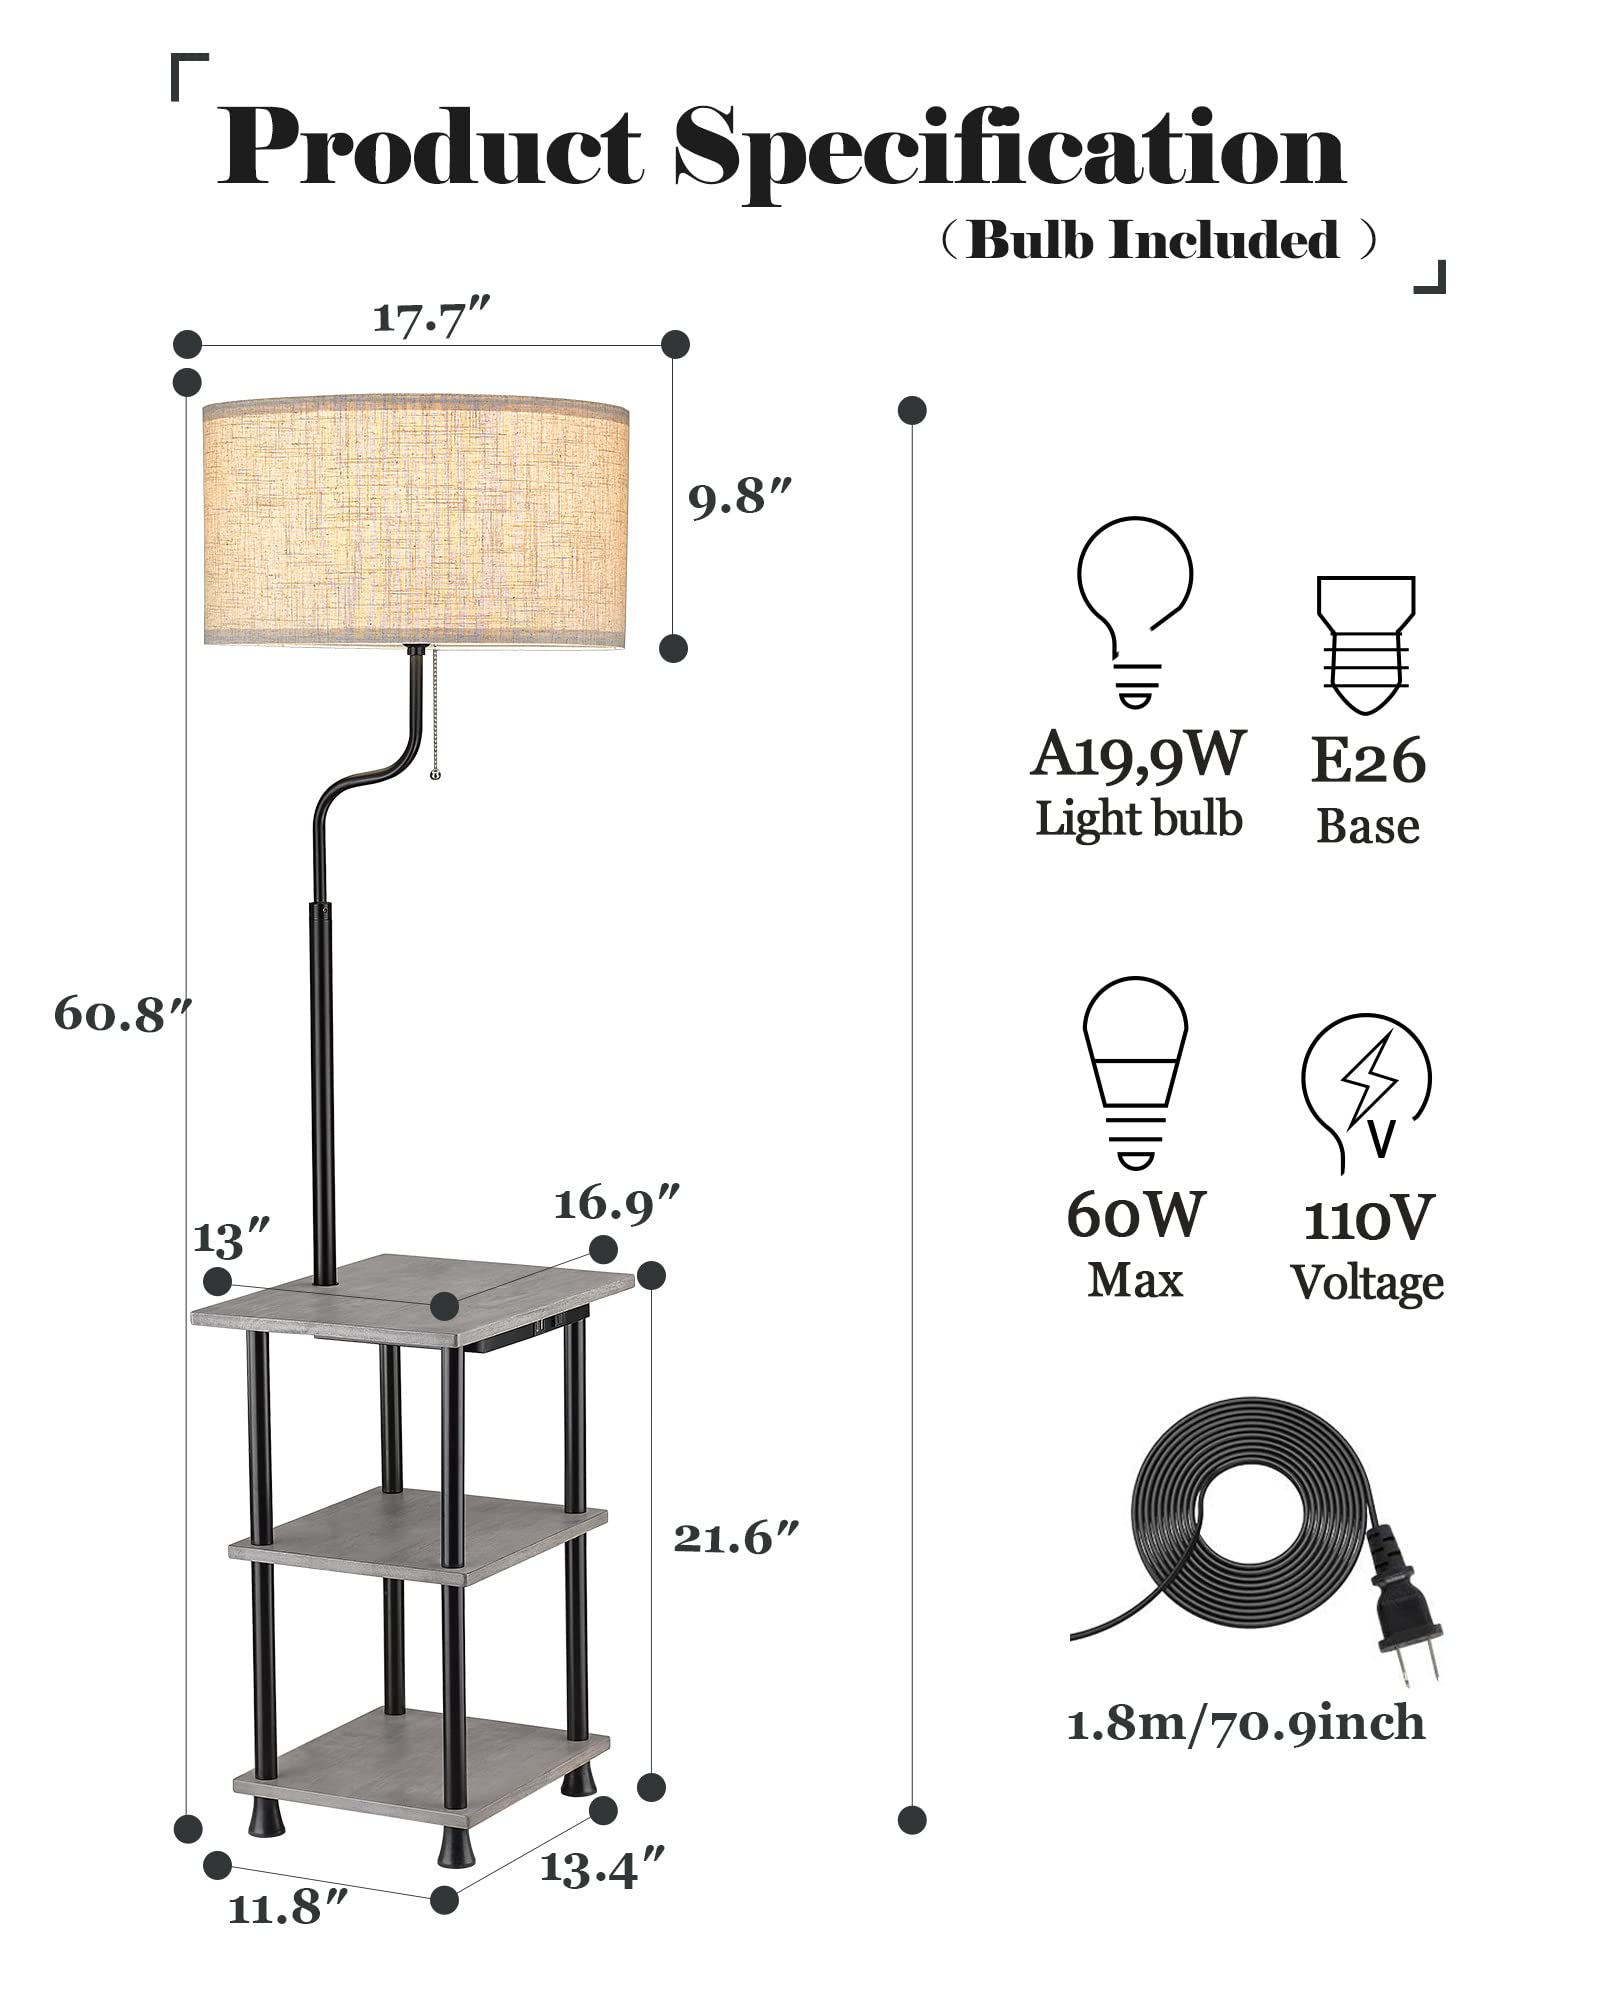 Product Specification
(Bulb Included )
17.7"
9.8"
60.8"
13"
16.9"
21.6"
13.4"
11.8"
A19,9W
Light bulb
E26
Base
60W
Max
V
110V
Voltage
1.8m/70.9inch